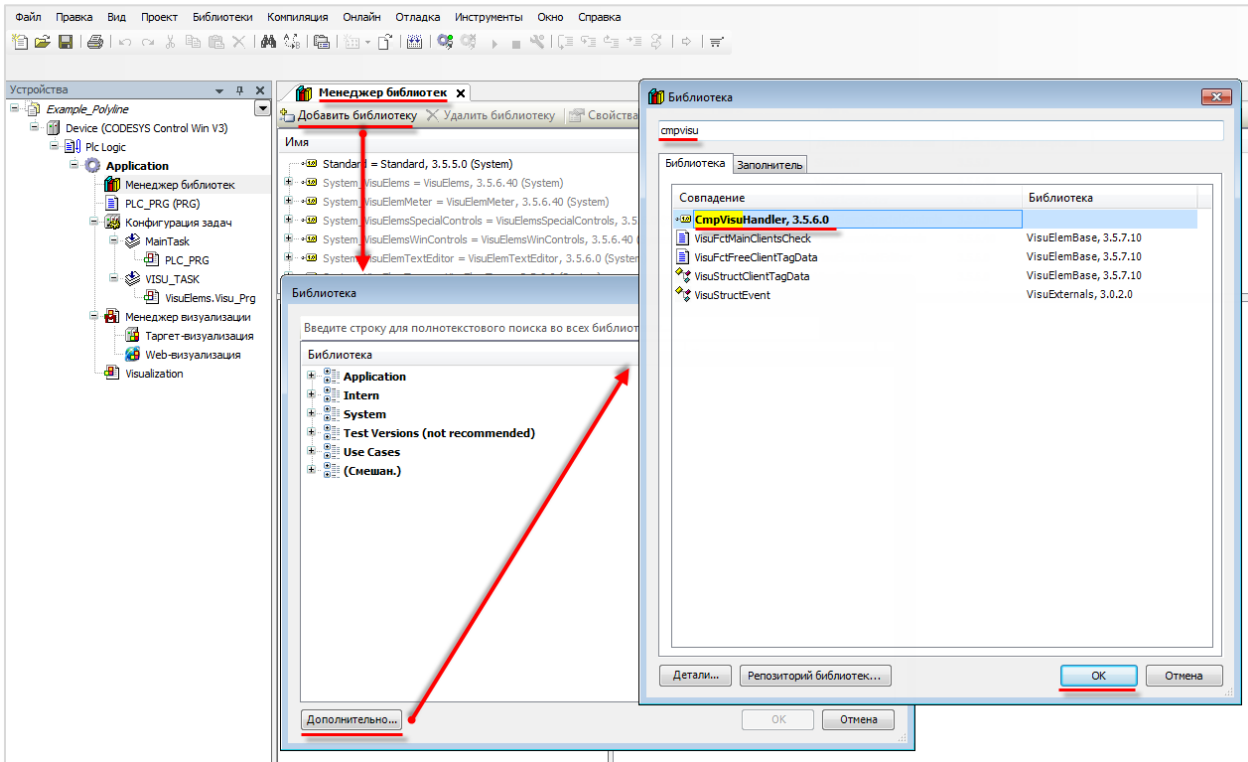 Файл Правка Вид Проект Библиотеки Компиляция Онлайн Отладка Инструменты Окно Справка
Устройства
Example_Polyline
Device (CODESYS Control Win V3)
Plc Logic
Application
Менеджер библиотек
PLC_PRG (PRG)
Конфигурация задач
MainTask
PLC_PRG
VISU_TASK
VisuElems.Visu_Prg
Менеджер визуализации
Таргет-визуализация
Web-визуализация
Visualization
Менеджер библиотек
Добавить библиотеку Удалить библиотеку Свойства
Имя
Standard = Standard, 3.5.5.0 (System)
System_VisuElems = VisuElems, 3.5.6.40 (System)
System_VisuElemMeter = VisuElemMeter, 3.5.6.40 (System)
System_VisuElemsSpecialControls = VisuElemsSpecialControls, 3.5
System_VisuElemsWinControls = VisuElemsWinControls, 3.5.6.40
System_VisuElemTextEditor = VisuElemTextEditor, 3.5.6.0 (System
Библиотека
Введите строку для полнотекстового поиска во всех библиот
Библиотека
Application
Intern
System
Test Versions (not recommended)
Use Cases
(Смешан.)
Дополнительно...
OK Отмена
Библиотека
cmpvisu
Библиотека Заполнитель
Совпадение Библиотека
CmpVisuHandler, 3.5.6.0
VisuFctMainClientsCheck VisuElemBase, 3.5.7.10
VisuFctFreeClientTagData VisuElemBase, 3.5.7.10
VisuStructClientTagData VisuElemBase, 3.5.7.10
VisuStructEvent VisuExternals, 3.0.2.0
Детали... Репозиторий библиотек... OK Отмена